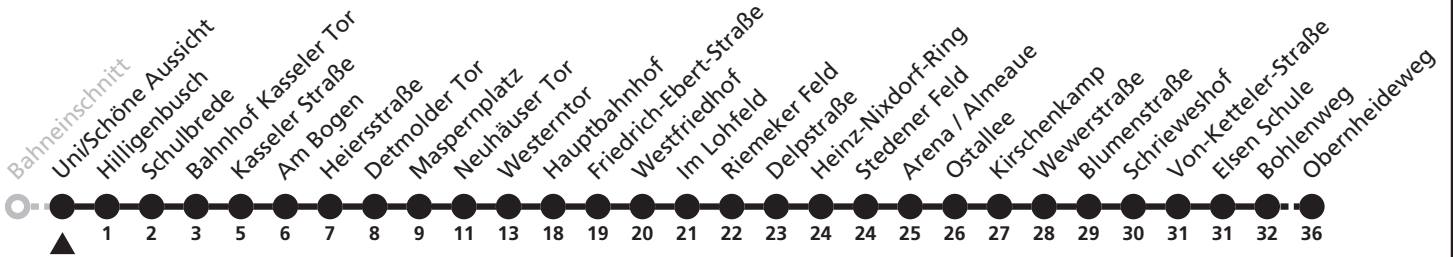 Bahneinschnitt
Uni/Schöne Aussicht
Hilligenbusch
Schulbrede
Bahnhof Kasseler Tor
Kasseler Straße
Am Bogen
Heiersstraße
Detmolder Tor
Maspernplatz
Neuhäuser Tor
Westerntor
Hauptbahnhof
Friedrich-Ebert-Straße
Westfriedhof
Im Lohfeld
Riemeker Feld
Delpstraße
Heinz-Nixdorf-Ring
Stedener Feld
Arena / Almeaue
Ostallee
Kirschenkamp
Wewerstraße
Blumenstraße
Schrieweshof
Von-Ketteler-Straße
Elsen Schule
Bohlenweg
Obernheideweg
1 2 3 5 6 7 8 9 11 13 18 19 20 21 22 23 24 24 25 26 27 28 29 30 31 31 32 36